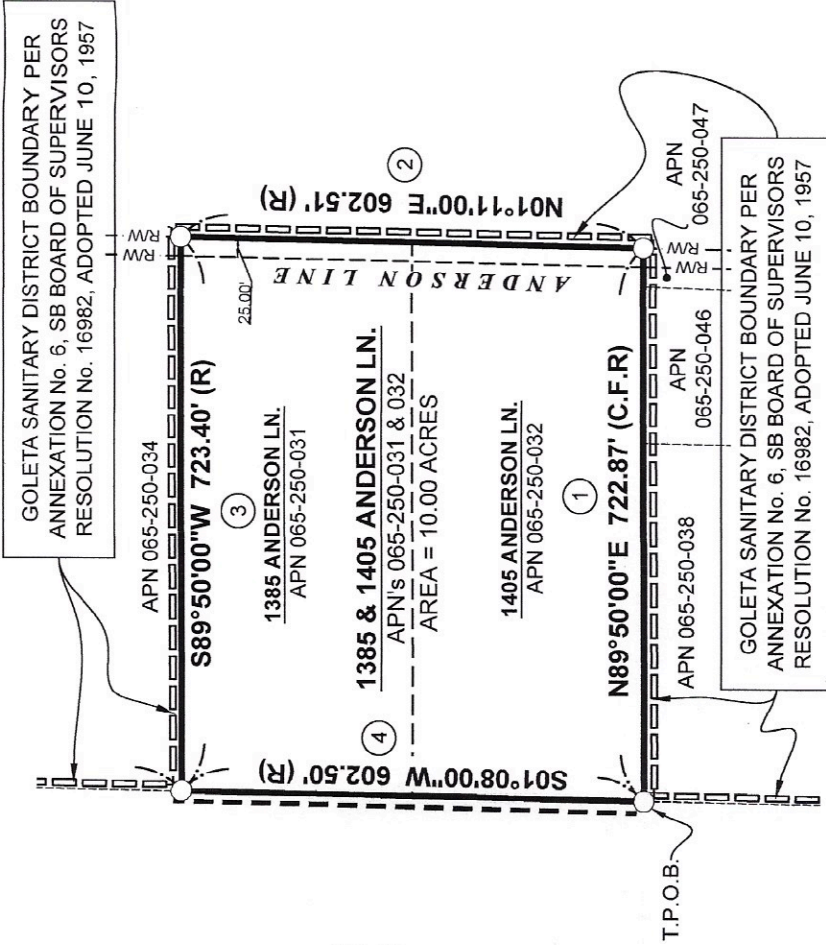 GOLETA SANITARY DISTRICT BOUNDARY PER
ANNEXATION No. 6, SB BOARD OF SUPERVISORS
RESOLUTION No. 16982, ADOPTED JUNE 10, 1957
APN 065-250-034
S89°50'00"W 723.40' (R)
3
R/W
R/W
25.00'
1385 ANDERSON LN.
APN 065-250-031
1385 & 1405 ANDERSON LN.
APN's 065-250-031 & 032
AREA = 10.00 ACRES
4
S01°08'00"W 602.50' (R)
ANDERSON LINE
N01°11'00"E 602.51' (R)
2
1405 ANDERSON LN.
APN 065-250-032
1
N89°50'00"E 722.87' (C.F.R)
R/W
R/W
T.P.O.B.
APN 065-250-038
APN
065-250-046
APN
065-250-047
GOLETA SANITARY DISTRICT BOUNDARY PER
ANNEXATION No. 6, SB BOARD OF SUPERVISORS
RESOLUTION No. 16982, ADOPTED JUNE 10, 1957